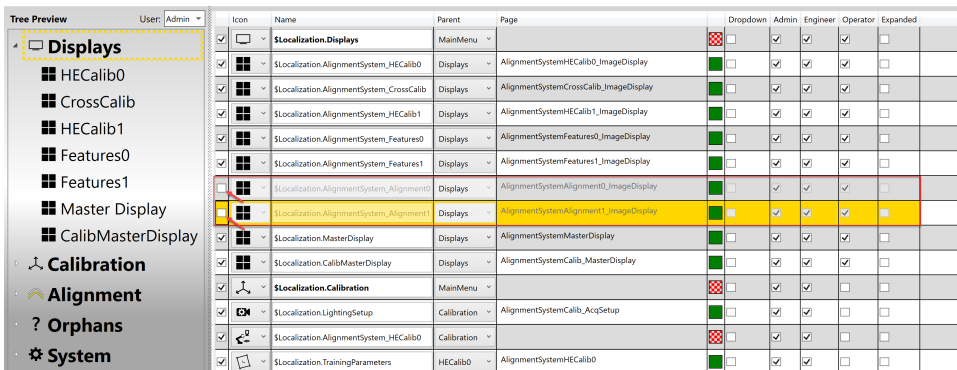 Tree Preview User: Admin
Icon Name Parent Page Dropdown Admin Engineer Operator Expanded
Displays
HECalib0
CrossCalib
HECalib1
Features0
Features1
Master Display
CalibMasterDisplay
Calibration
Alignment
? Orphans
System
$Localization.Displays MainMenu
$Localization.AlignmentSystem_HECalib0 Displays AlignmentSystemHECalib0_ImageDisplay
$Localization.AlignmentSystem_CrossCalib Displays AlignmentSystemCrossCalib_ImageDisplay
$Localization.AlignmentSystem_HECalib1 Displays AlignmentSystemHECalib1_ImageDisplay
$Localization.AlignmentSystem_Features0 Displays AlignmentSystemFeatures0_ImageDisplay
$Localization.AlignmentSystem_Features1 Displays AlignmentSystemFeatures1_ImageDisplay
$Localization.AlignmentSystem_Alignment0 Displays AlignmentSystemAlignment0_ImageDisplay
$Localization.AlignmentSystem_Alignment1 Displays AlignmentSystemAlignment1_ImageDisplay
$Localization.MasterDisplay Displays AlignmentSystemMasterDisplay
$Localization.CalibMasterDisplay Displays AlignmentSystemCalib_MasterDisplay
$Localization.Calibration MainMenu
$Localization.LightingSetup Calibration AlignmentSystemCalib_AcqSetup
$Localization.AlignmentSystem_HECalib0 Calibration
$Localization.TrainingParameters HECalib0 AlignmentSystemHECalib0